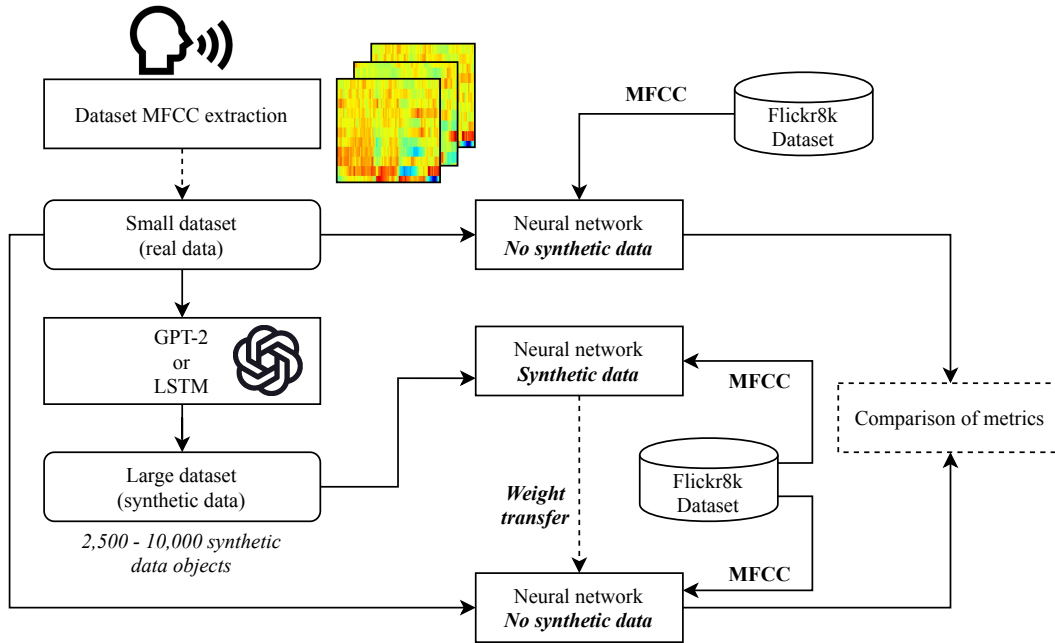 Dataset MFCC extraction
MFCC
Flickr8k
Dataset
Small dataset
(real data)
Neural network
No synthetic data
GPT-2
or
LSTM
Neural network
Synthetic data
MFCC
Comparison of metrics
Large dataset
(synthetic data)
Flickr8k
Dataset
Weight
transfer
2,500 - 10,000 synthetic
data objects
MFCC
Neural network
No synthetic data